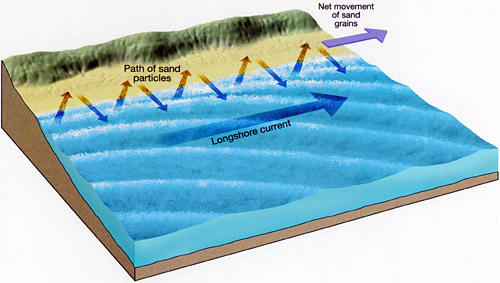 Net movement
of sand
grains
Path of sand
particles
Longshore current